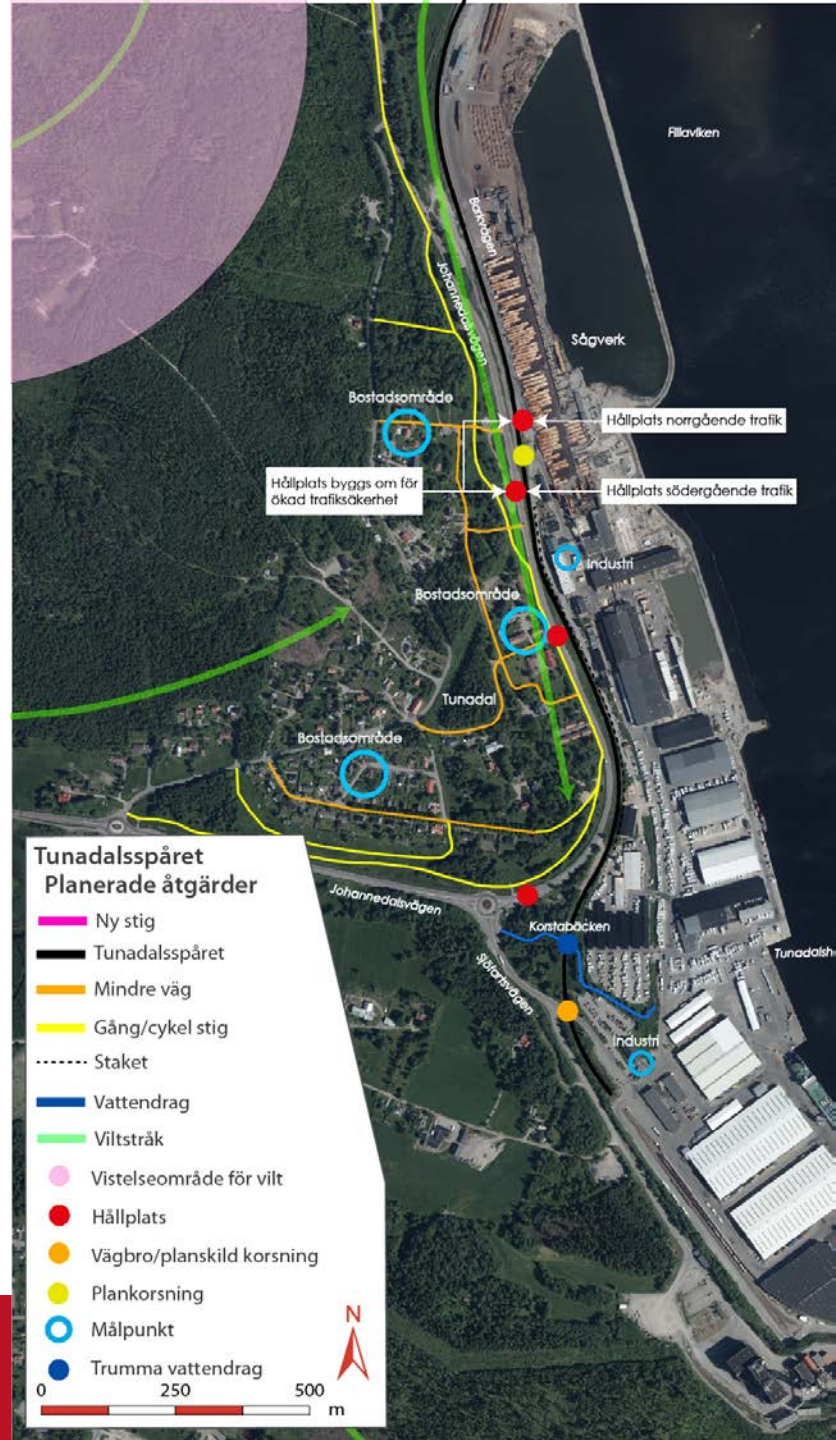 Fillaviken
Barkvägen
Johannedalsvägen
Sågverk
Bostadsområde
Hållplats norrgående trafik
Hållplats byggs om för
ökad trafiksäkerhet
Hållplats södergående trafik
Industri
Bostadsområde
Tunadal
Bostadsområde
Johannedalsvägen
Korstabäcken
Sjöfartsvägen
Tunadalsh
Industri
Tunadalsspåret
Planerade åtgärder
Ny stig
Tunadalsspåret
Mindre väg
Gång/cykel stig
Staket
Vattendrag
Viltstråk
Vistelseområde för vilt
Hållplats
Vägbro/planskild korsning
Plankorsning
Målpunkt
Trumma vattendrag
N
0 250 500
m